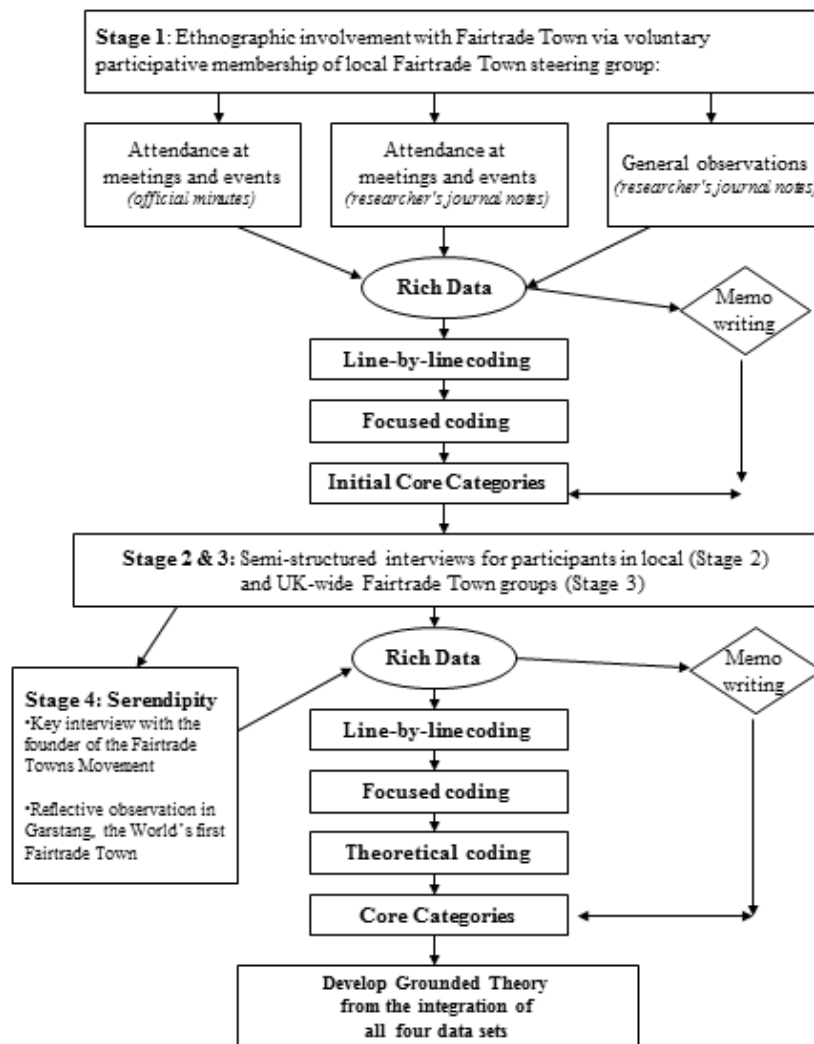 Stage 1: Ethnographic involvement with Fairtrade Town via voluntary
participative membership of local Fairtrade Town steering group:
Attendance at
meetings and events
(official minutes)
Attendance at
meetings and events
(researcher's journal notes)
General observations
(researcher's journal notes)
Rich Data
Memo
writing
Line-by-line coding
Focused coding
Initial Core Categories
Stage 2 & 3: Semi-structured interviews for participants in local (Stage 2)
and UK-wide Fairtrade Town groups (Stage 3)
Rich Data
Memo
writing
Stage 4: Serendipity
•Key interview with the
founder of the Fairtrade
Towns Movement
•Reflective observation in
Garstang, the World's first
Fairtrade Town
Line-by-line coding
Focused coding
Theoretical coding
Core Categories
Develop Grounded Theory
from the integration of
all four data sets